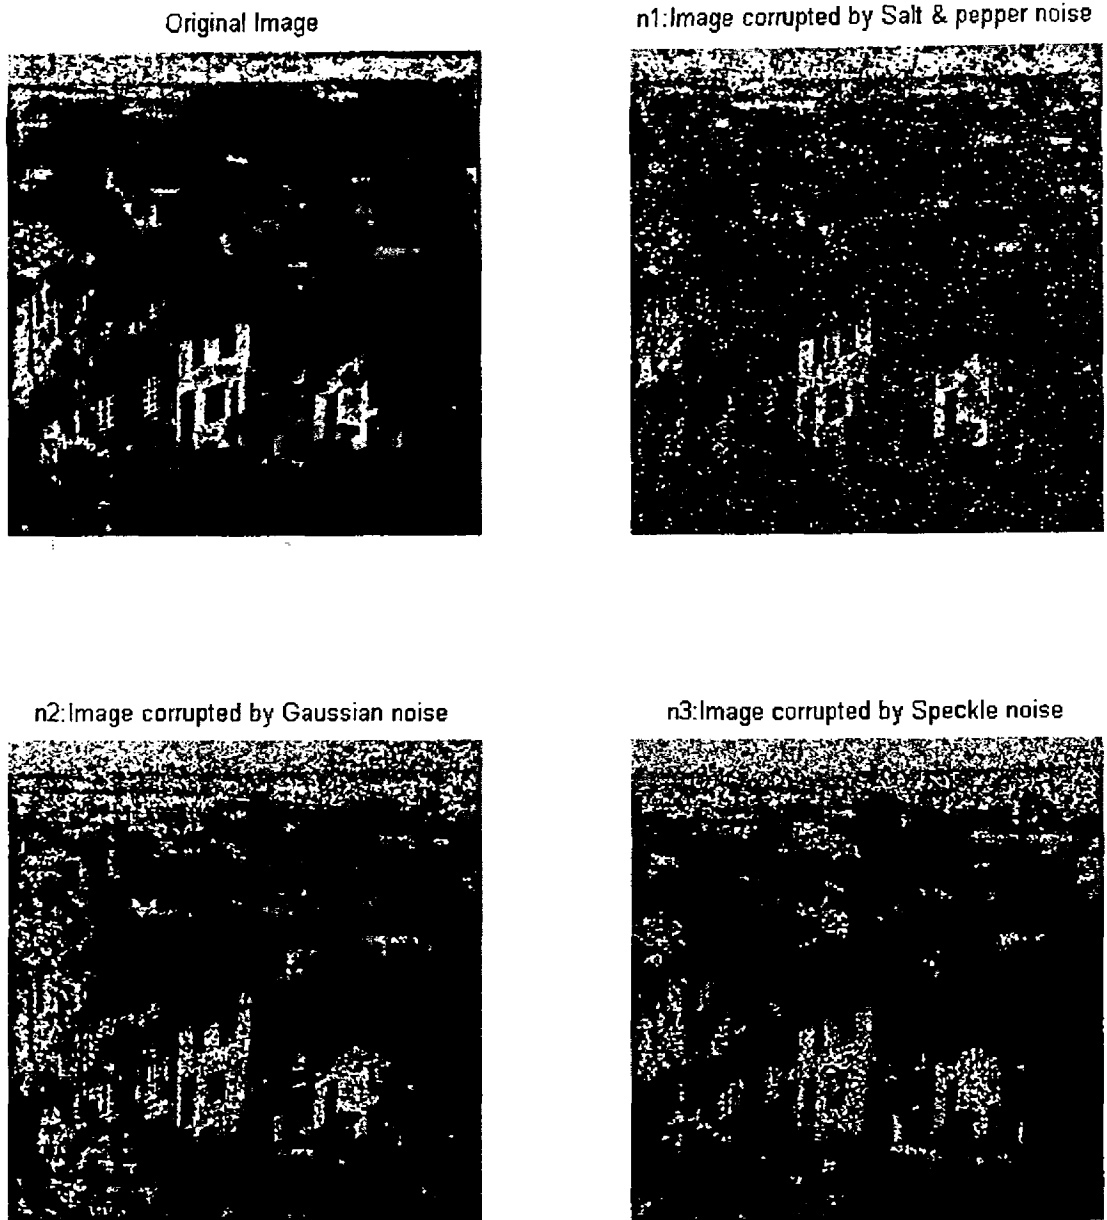 Original Image
n1:Image corrupted by Salt & pepper noise
n2:Image corrupted by Gaussian noise
n3:Image corrupted by Speckle noise